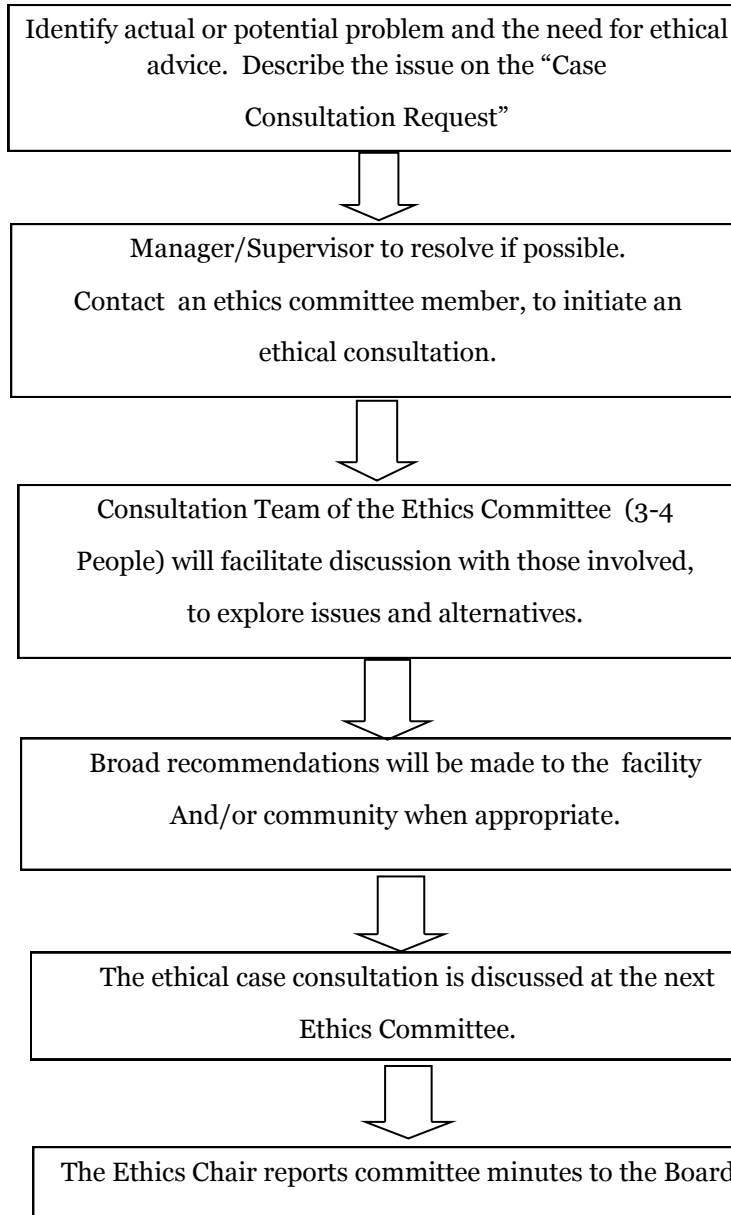 Identify actual or potential problem and the need for ethical
advice.  Describe the issue on the “Case
Consultation Request”
Manager/Supervisor to resolve if possible.
Contact  an ethics committee member, to initiate an
ethical consultation.
Consultation Team of the Ethics Committee  (3-4
People) will facilitate discussion with those involved,
to explore issues and alternatives.
Broad recommendations will be made to the  facility
And/or community when appropriate.
The ethical case consultation is discussed at the next
Ethics Committee.
The Ethics Chair reports committee minutes to the Board